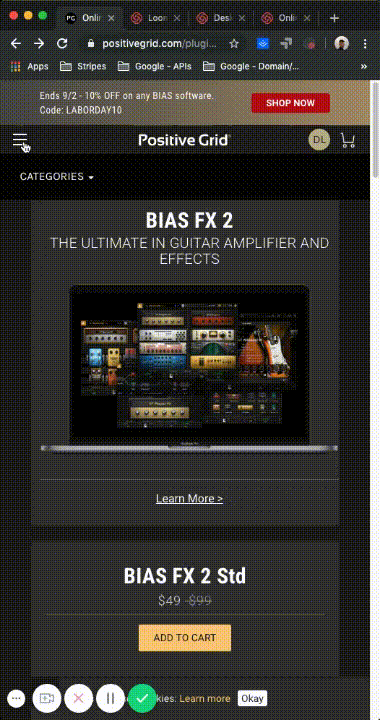 Onlin
Loon
Desi
Onli
positivegrid.com/plugi...
Apps
Stripes
Google - APIs
Google - Domain/...
»
Ends 9/2 - 10% OFF on any BIAS software.
Code: LABORDAY10
SHOP NOW
Positive Grid
DL
CATEGORIES
BIAS FX 2
THE ULTIMATE IN GUITAR AMPLIFIER AND
EFFECTS
Learn More >
BIAS FX 2 Std
$49 $99
ADD TO CART
kies: Learn more
Okay